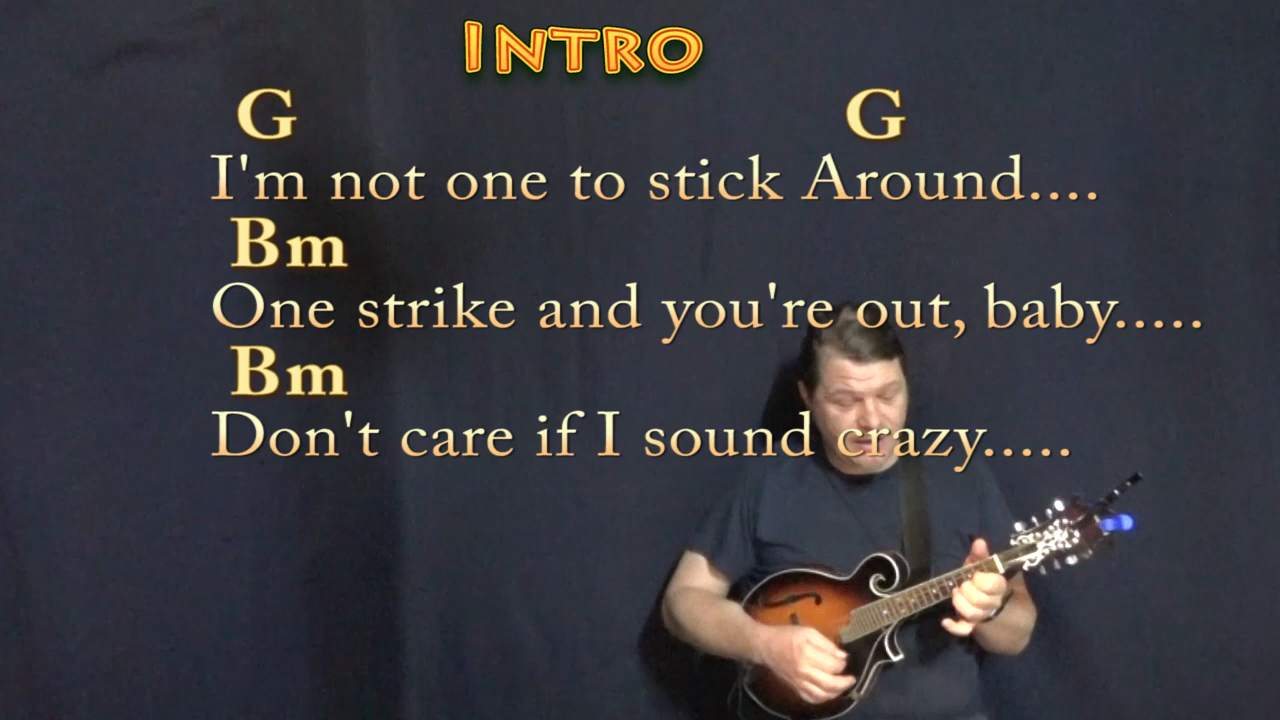 INTRO
G G
I'm not one to stick Around....
Bm
One strike and you're out, baby.....
Bm
Don't care if I sound crazy.....